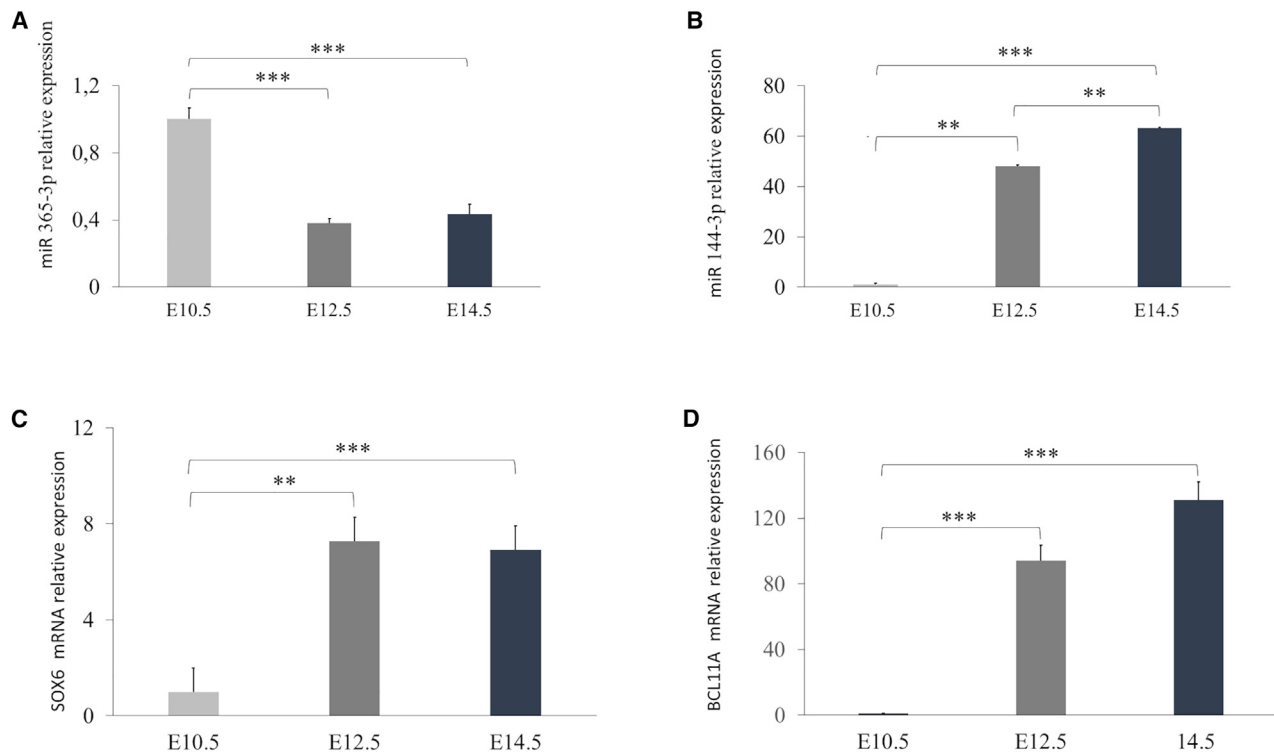 A
miR 365-3p relative expression
***
***
1,2
0,8
0,4
0
E10.5
E12.5
E14.5
B
miR 144-3p relative expression
***
**
**
80
60
40
20
0
E10.5
E12.5
E14.5
C
SOX6 mRNA relative expression
***
**
12
8
4
0
E10.5
E12.5
E14.5
D
BCL11A mRNA relative expression
***
***
160
120
80
40
0
E10.5
E12.5
14.5